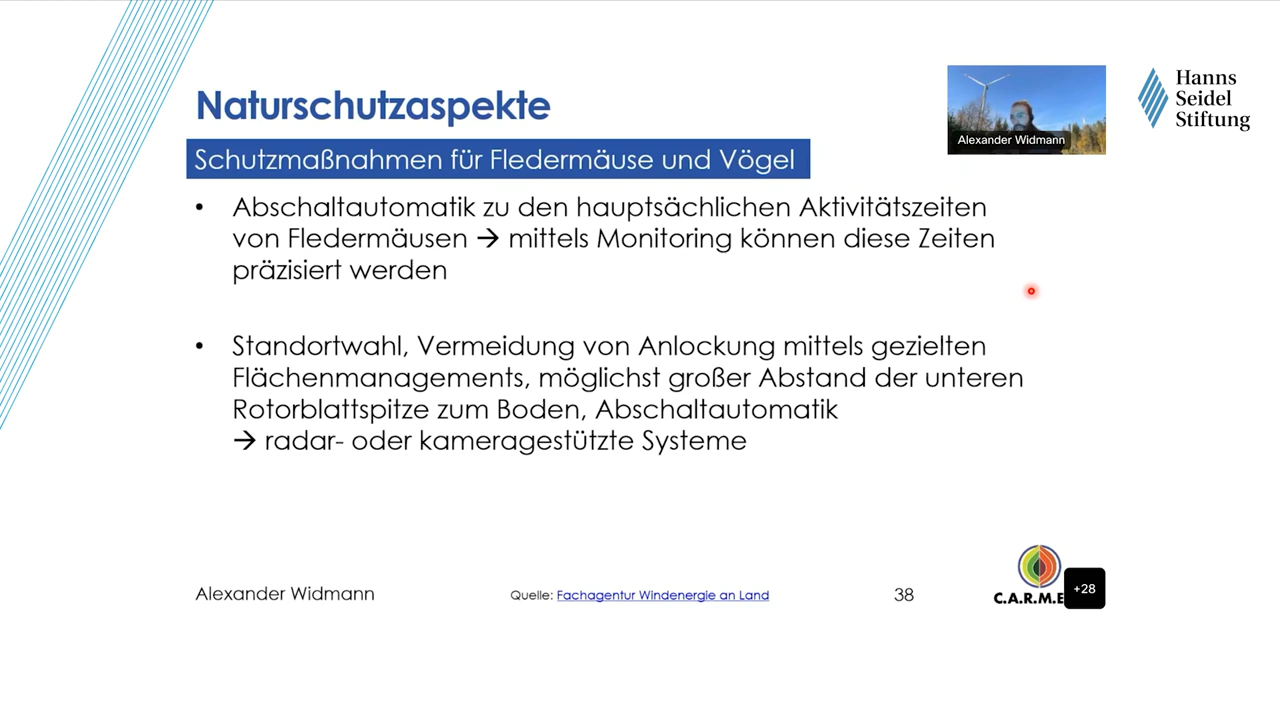 Naturschutzaspekte
Alexander Widmann
Hanns
Seidel
Stiftung
Schutzmaßnahmen für Fledermäuse und Vögel
• Abschaltautomatik zu den hauptsächlichen Aktivitätszeiten
von Fledermäusen → mittels Monitoring können diese Zeiten
präzisiert werden
• Standortwahl, Vermeidung von Anlockung mittels gezielten
Flächenmanagements, möglichst großer Abstand der unteren
Rotorblattspitze zum Boden, Abschaltautomatik
→ radar- oder kameragestützte Systeme
Alexander Widmann
Quelle: Fachagentur Windenergie an Land
38
C.A.R.M.E
+28